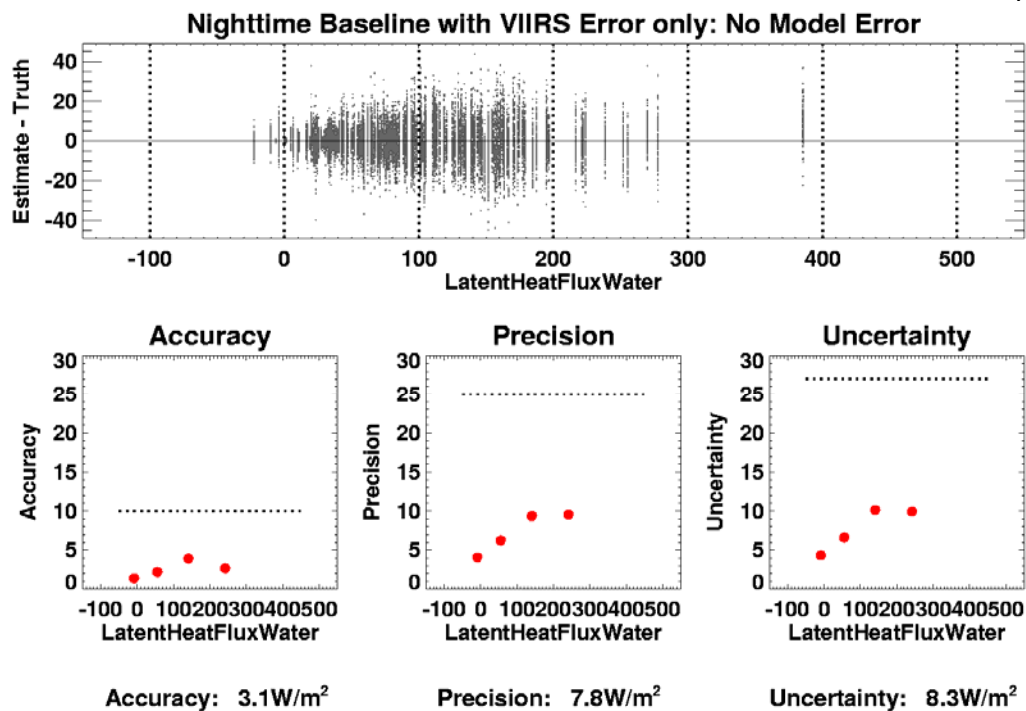 Nighttime Baseline with VIIRS Error only: No Model Error
Estimate - Truth
40
20
0
-20
-40
-100 0 100 200 300 400 500
LatentHeatFluxWater
Accuracy Precision Uncertainty
Accuracy
30
25
20
15
10
5
0
-100 0 100200300400500
LatentHeatFluxWater
Precision
30
25
20
15
10
5
0
-100 0 100200300400500
LatentHeatFluxWater
Uncertainty
30
25
20
15
10
5
0
-100 0 100200300400500
LatentHeatFluxWater
Accuracy: 3.1W/m² Precision: 7.8W/m² Uncertainty: 8.3W/m²